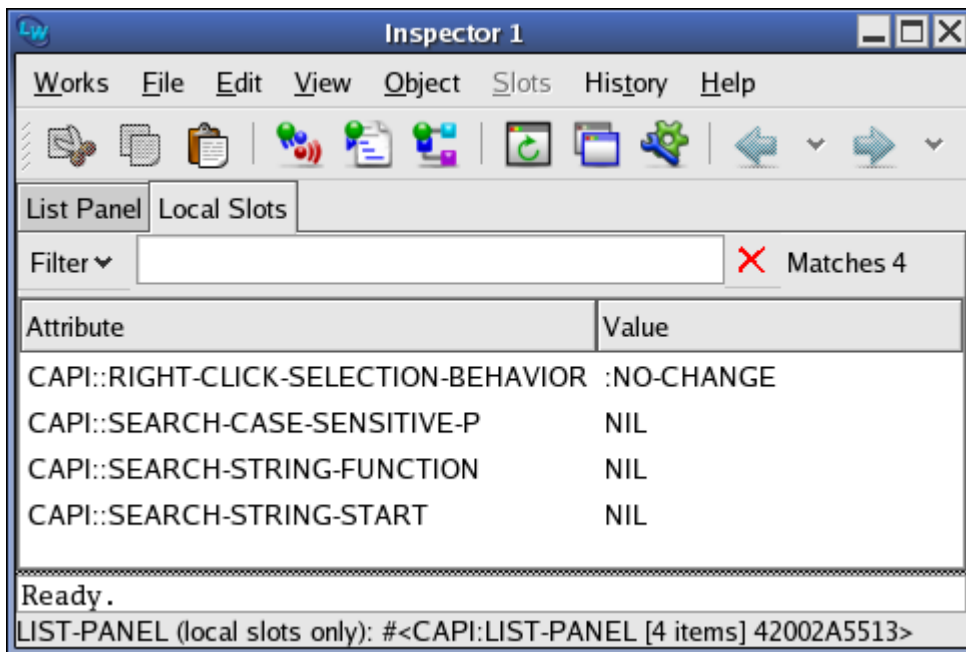 LW Inspector 1
Works File Edit View Object Slots History Help
List Panel Local Slots
Filter Matches 4
Attribute Value
CAPI::RIGHT-CLICK-SELECTION-BEHAVIOR :NO-CHANGE
CAPI::SEARCH-CASE-SENSITIVE-P NIL
CAPI::SEARCH-STRING-FUNCTION NIL
CAPI::SEARCH-STRING-START NIL
Ready.
LIST-PANEL (local slots only): #<CAPI:LIST-PANEL [4 items] 42002A5513>